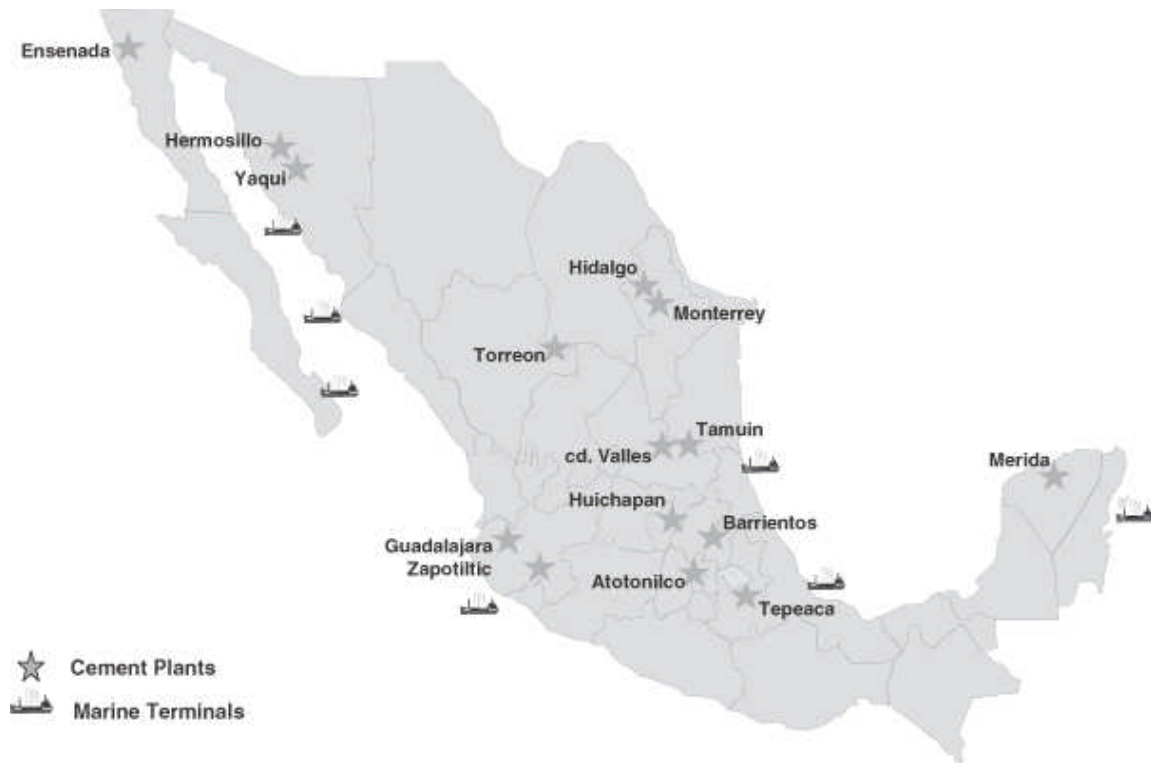 Ensenada
Hermosillo
Yaqui
Hidalgo
Monterrey
Torreon
Tamuin
cd. Valles
Merida
Huichapan
Barrientos
Guadalajara
Zapotiltic
Atotonilco
Tepeaca
Cement Plants
Marine Terminals